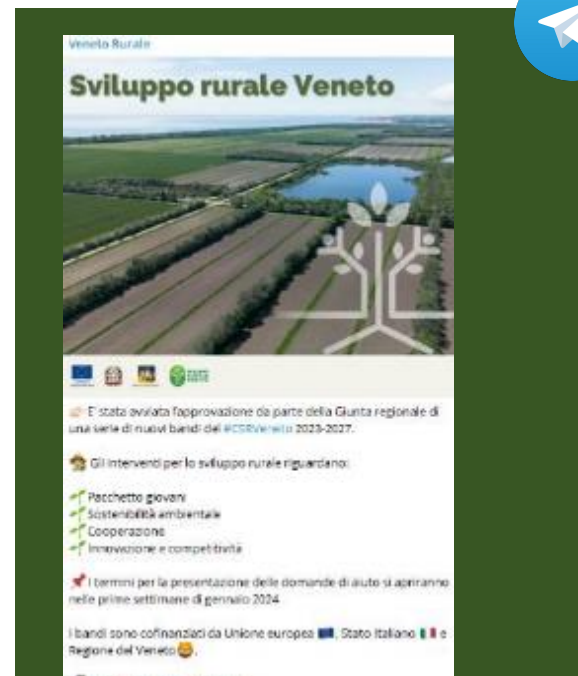 Veneto Rurale
Sviluppo rurale Veneto
👉 E' stata avviata l'approvazione da parte della Giunta regionale di
una serie di nuovi bandi del #CSRVeneto 2023-2027.
Gli interventi per lo sviluppo rurale riguardano:
🌱 Pacchetto giovani
🌱 Sostenibilità ambientale
🌱 Cooperazione
🌱 Innovazione e competitività
📌 I termini per la presentazione delle domande di aiuto si apriranno
nelle prime settimane di gennaio 2024
I bandi sono cofinanziati da Unione europea 🇪🇺, Stato Italiano 🇮🇹 e
Regione del Veneto 🦁.